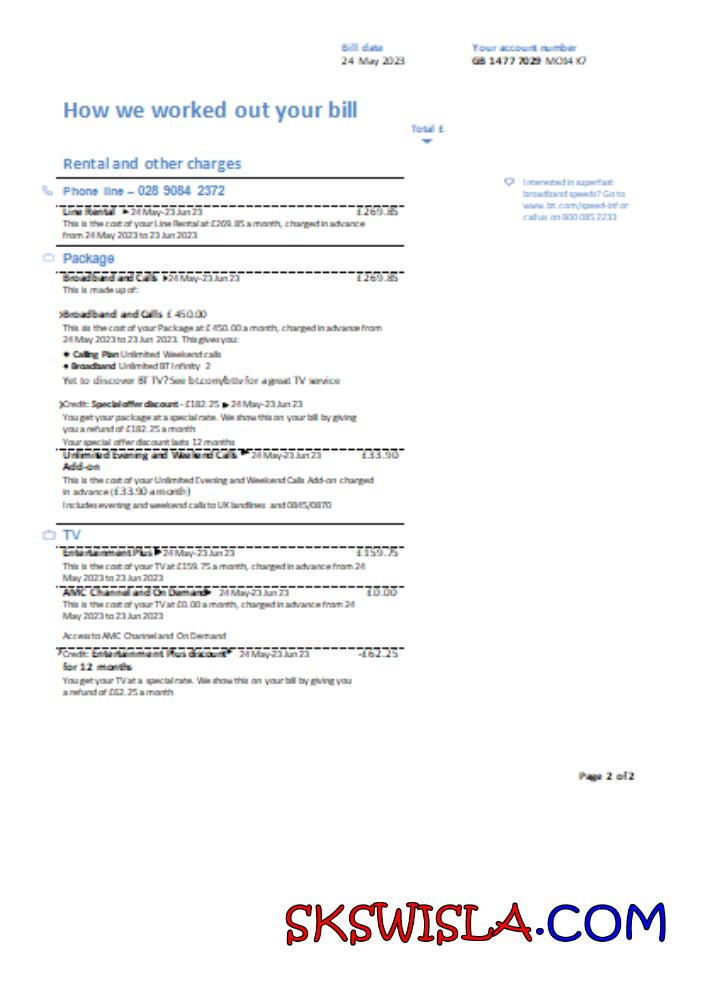 Bill date
24 May 2023
Your account number
GB 1477 7029 MO14 K7
How we worked out your bill
Total £
Rental and other charges
Phone line – 028 9084 2372
Line Rental ▶24 May-23 Jun 23 £269.85
This is the cost of your Line Rental at £269.85 a month, charged in advance
from 24 May 2023 to 23 Jun 2023
Interested in superfast
broadband speeds? Go to
www.bt.com/speed-inf or
call us on 800 085 2233
Package
Broadband and Calls ▶24 May-23 Jun 23 £269.85
This is made up of:
Broadband and Calls £ 450.00
This sis the cost of your Package at £450.00 a month, charged in advance from
24 May 2023 to 23 Jun 2023. This gives you:
● Calling Plan Unlimited Weekend calls
● Broadband Unlimited BT Infinity 2
Yet to discover BT TV? See bt.com/bttv for a great TV service
Credit: Special offer discount - £182.25 ▶ 24 May-23 Jun 23
You get your package at a special rate. We show this on your bill by giving
you a refund of £182.25 a month
Your special offer discount lasts 12 months
Unlimited Evening and Weekend Calls ▶ 24 May-23 Jun 23 £33.90
Add-on
This is the cost of your Unlimited Evening and Weekend Calls Add-on charged
in advance (£33.90 a month)
Includes evening and weekend calls to UK landlines and 0845/0870
TV
Entertainment Plus ▶24 May-23 Jun 23 £159.75
This is the cost of your TV at £159.75 a month, charged in advance from 24
May 2023 to 23 Jun 2023
AMC Channel and On Demand▶ 24 May-23 Jun 23 £0.00
This is the cost of your TV at £0.00 a month, charged in advance from 24
May 2023 to 23 Jun 2023
Access to AMC Channel and On Demand
Credit: Entertainment Plus discount▶ 24 May-23 Jun 23 -£62.25
for 12 months
You get your TV at a special rate. We show this on your bill by giving you
a refund of £62.25 a month
Page 2 of 2
SKSWISLA.COM